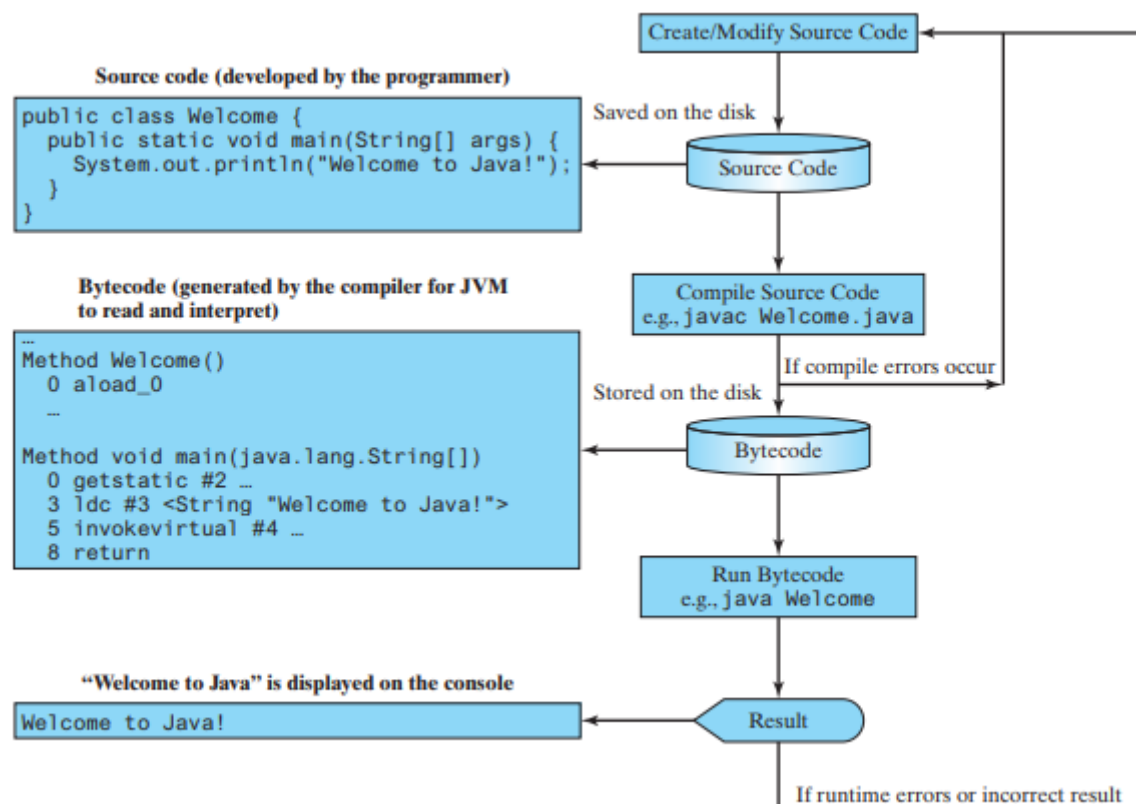 Create/Modify Source Code
Source code (developed by the programmer)
public class Welcome {
  public static void main(String[] args) {
    System.out.println("Welcome to Java!");
  }
}
Saved on the disk
Source Code
Bytecode (generated by the compiler for JVM
to read and interpret)
Compile Source Code
e.g., javac Welcome.java
…
Method Welcome()
  0 aload_0
  …
Method void main(java.lang.String[])
  0 getstatic #2 …
  3 ldc #3 <String "Welcome to Java!">
  5 invokevirtual #4 …
  8 return
If compile errors occur
Stored on the disk
Bytecode
Run Bytecode
e.g., java Welcome
“Welcome to Java” is displayed on the console
Welcome to Java!
Result
If runtime errors or incorrect result